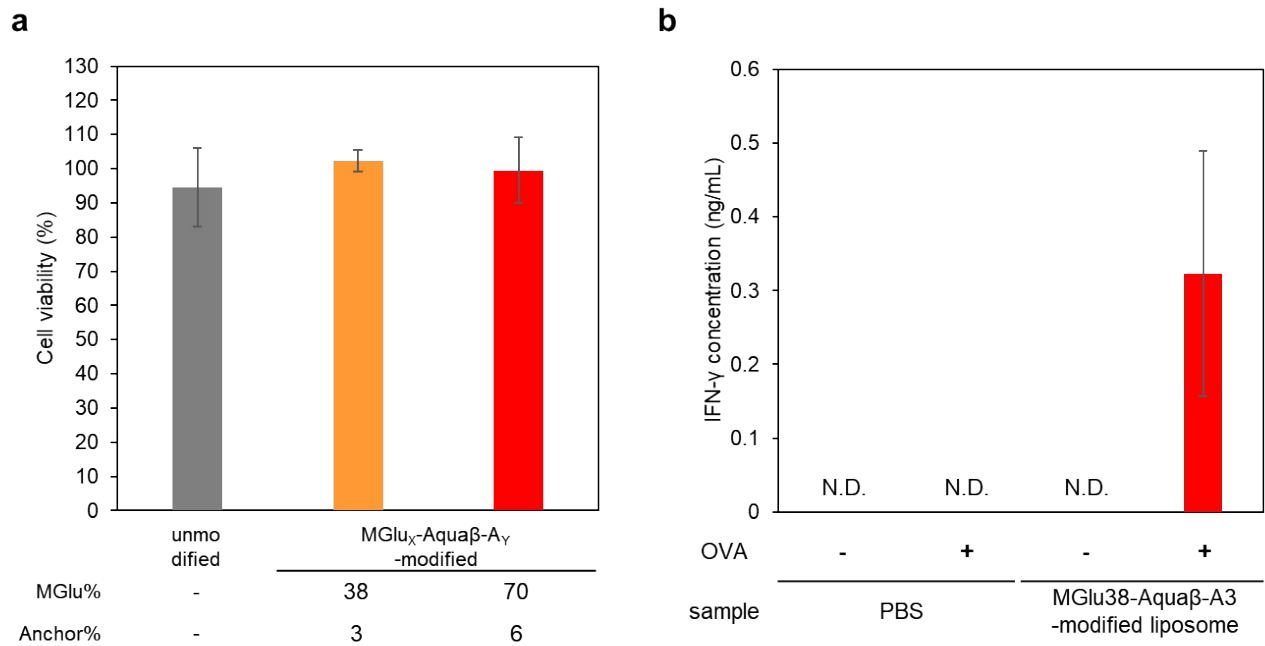 a
130
120
110
100
90
80
70
60
50
40
30
20
10
0
Cell viability (%)
unmo
dified
MGluX-Aquaβ-AY
-modified
MGlu% - 38 70
Anchor% - 3 6
b
0.6
0.5
0.4
0.3
0.2
0.1
0
IFN-γ concentration (ng/mL)
N.D. N.D. N.D.
OVA - + - +
sample PBS MGlu38-Aquaβ-A3
-modified liposome